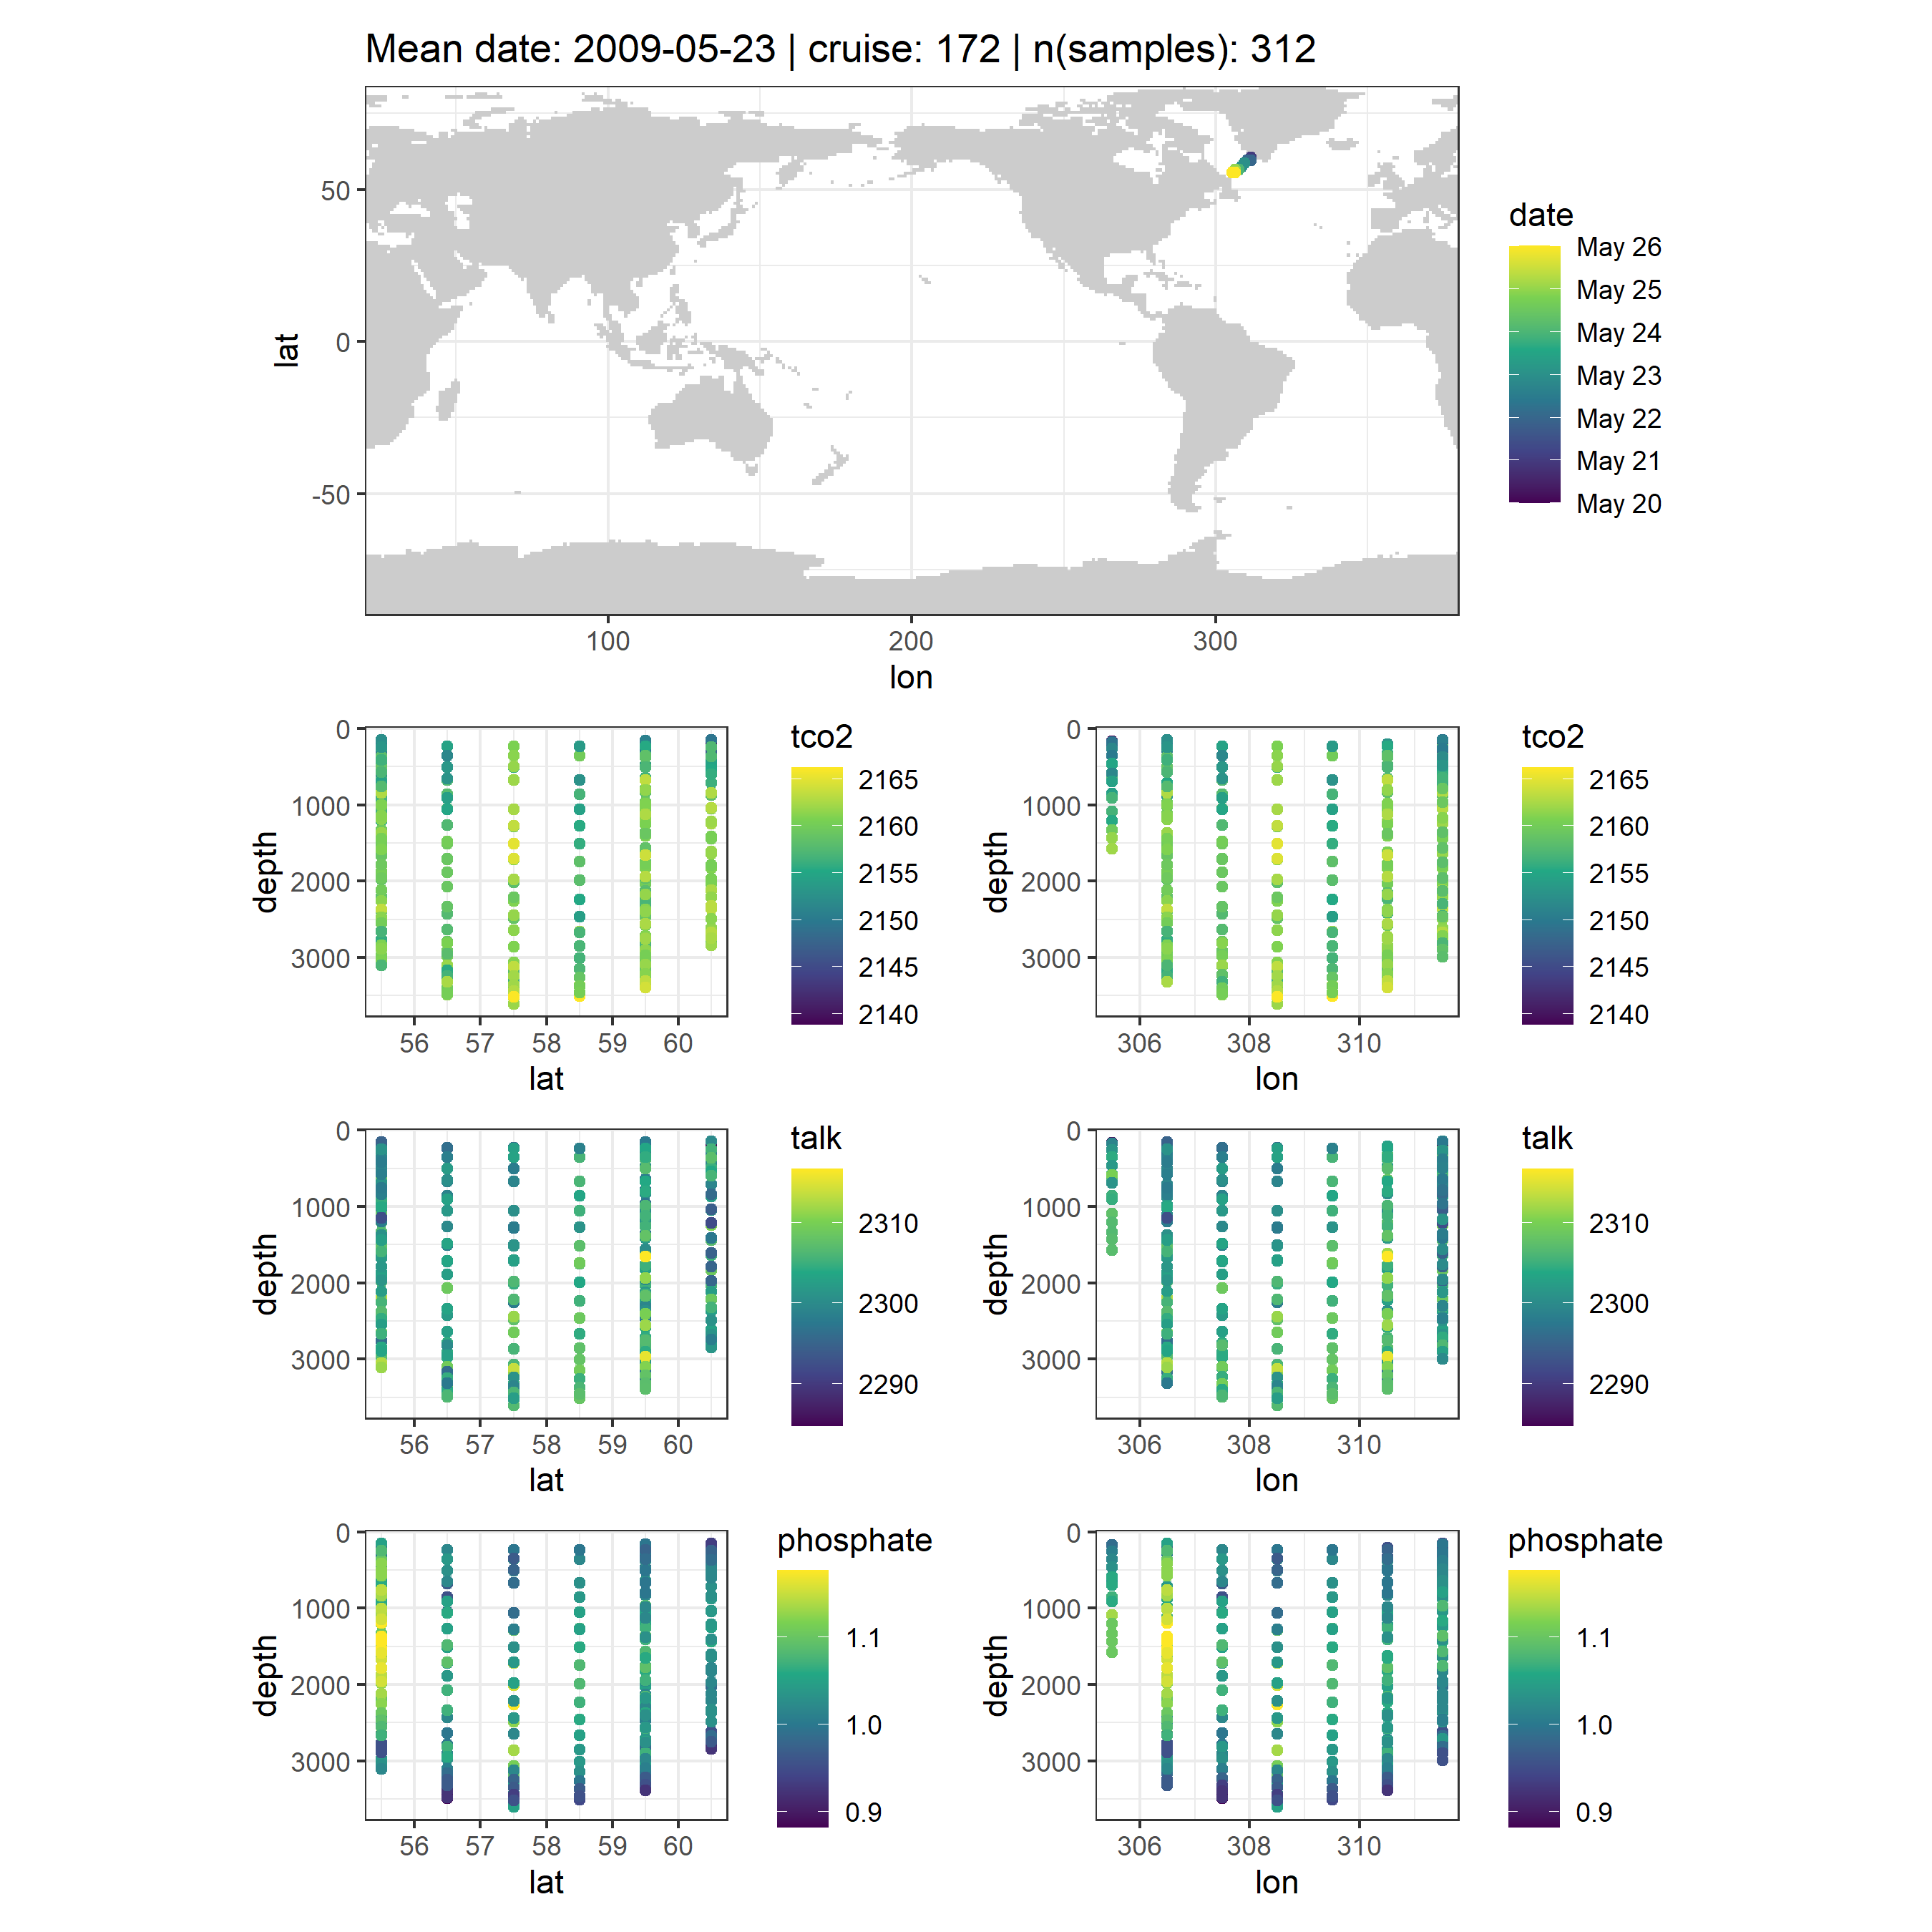 Mean date: 2009-05-23 | cruise: 172 | n(samples): 312
lat
50
0
-50
100
200
300
lon
date
May 26
May 25
May 24
May 23
May 22
May 21
May 20
depth
0
1000
2000
3000
56
57
58
59
60
lat
tco2
2165
2160
2155
2150
2145
2140
depth
0
1000
2000
3000
306
308
310
lon
tco2
2165
2160
2155
2150
2145
2140
depth
0
1000
2000
3000
56
57
58
59
60
lat
talk
2310
2300
2290
depth
0
1000
2000
3000
306
308
310
lon
talk
2310
2300
2290
depth
0
1000
2000
3000
56
57
58
59
60
lat
phosphate
1.1
1.0
0.9
depth
0
1000
2000
3000
306
308
310
lon
phosphate
1.1
1.0
0.9